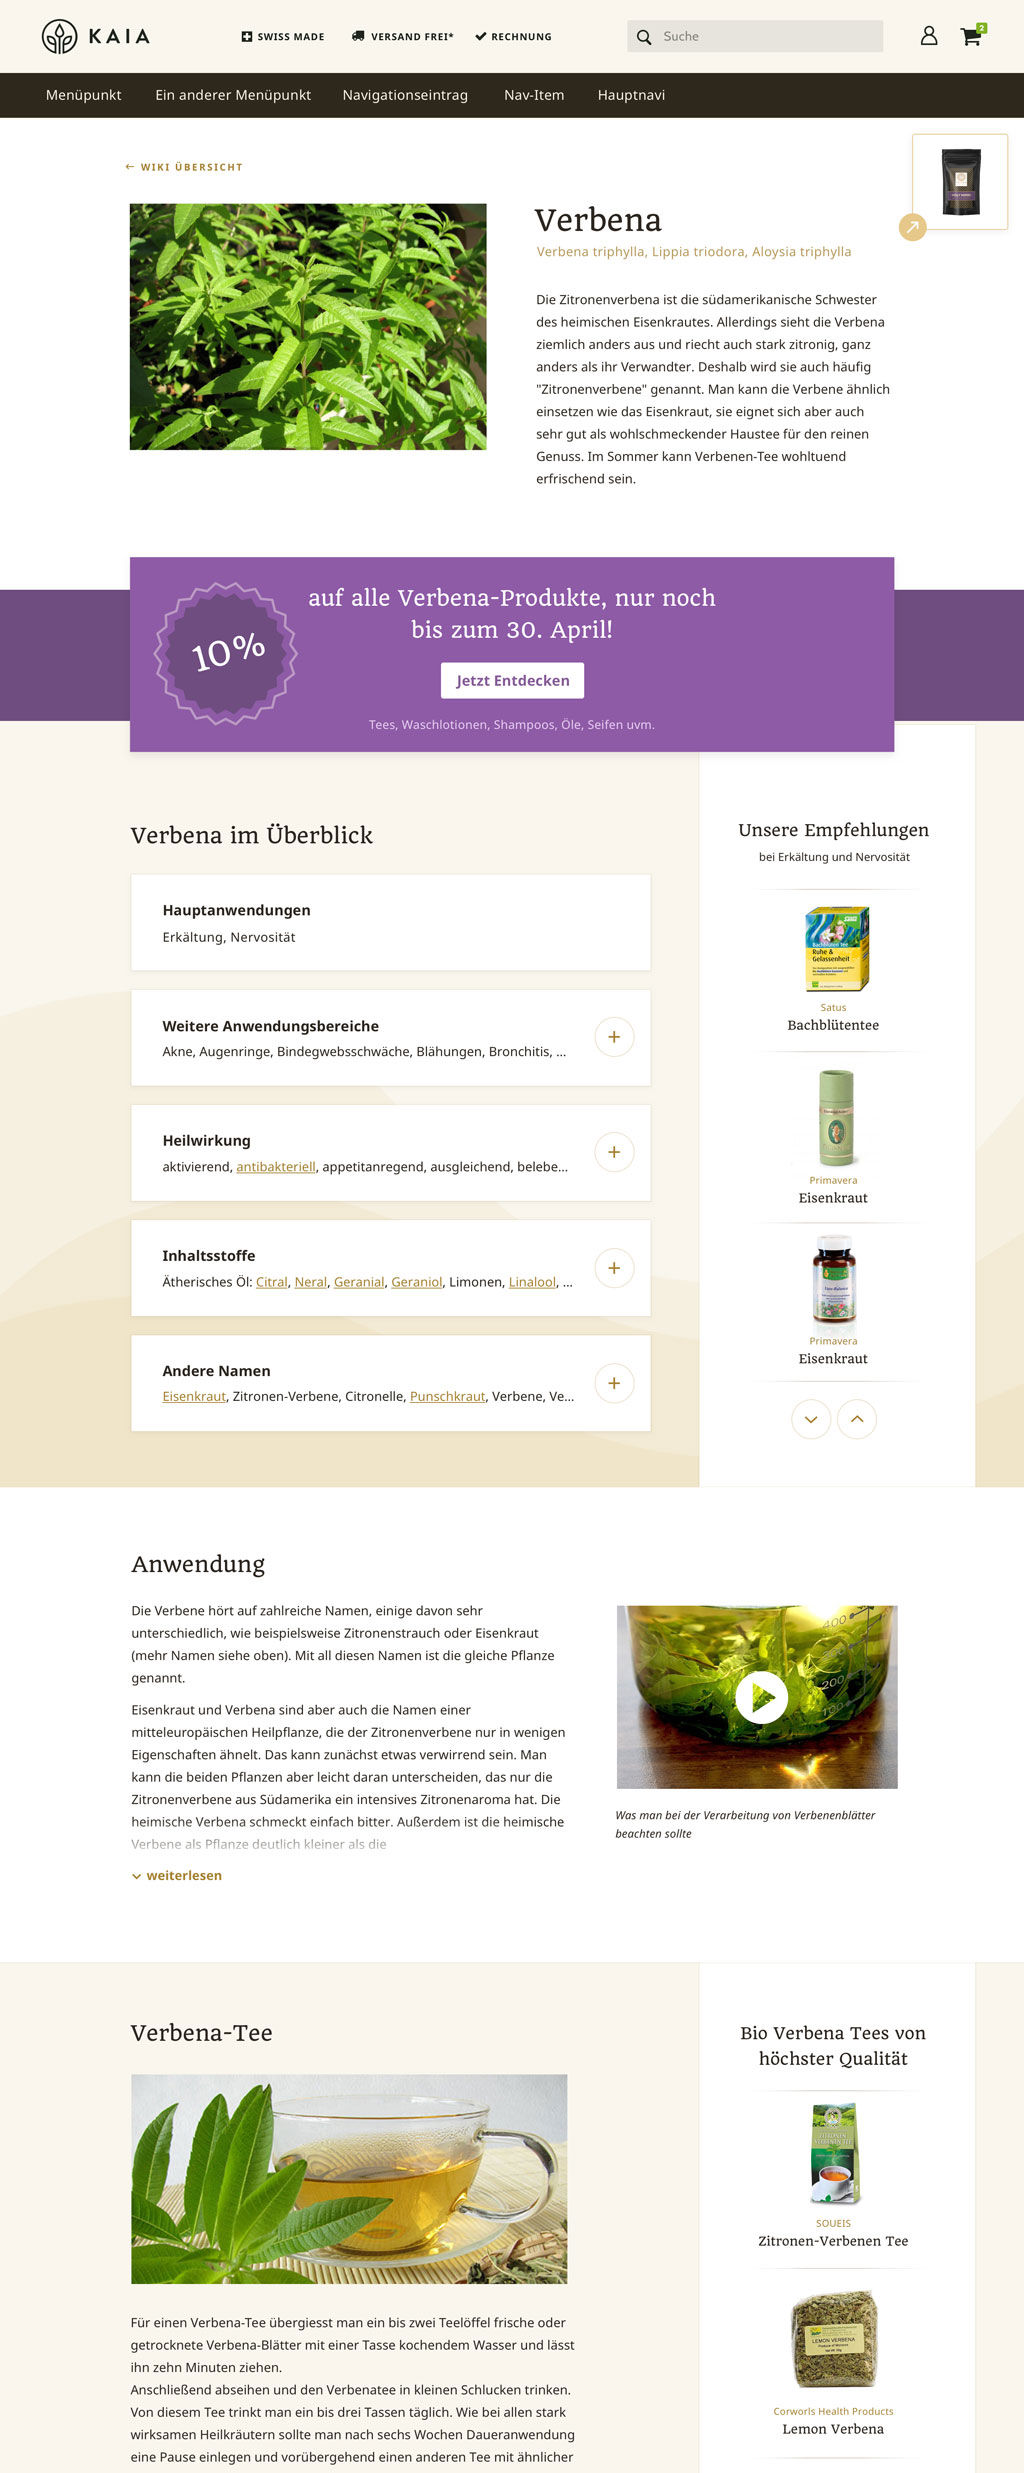 KAIA
SWISS MADE
VERSAND FREI*
RECHNUNG
Suche
2
Menüpunkt
Ein anderer Menüpunkt
Navigationseintrag
Nav-Item
Hauptnavi
← WIKI ÜBERSICHT
Verbena
Verbena triphylla, Lippia triodora, Aloysia triphylla
Die Zitronenverbena ist die südamerikanische Schwester
des heimischen Eisenkrautes. Allerdings sieht die Verbena
ziemlich anders aus und riecht auch stark zitronig, ganz
anders als ihr Verwandter. Deshalb wird sie auch häufig
"Zitronenverbene" genannt. Man kann die Verbene ähnlich
einsetzen wie das Eisenkraut, sie eignet sich aber auch
sehr gut als wohlschmeckender Haustee für den reinen
Genuss. Im Sommer kann Verbenen-Tee wohltuend
erfrischend sein.
10%
auf alle Verbena-Produkte, nur noch
bis zum 30. April!
Jetzt Entdecken
Tees, Waschlotionen, Shampoos, Öle, Seifen uvm.
Verbena im Überblick
Hauptanwendungen
Erkältung, Nervosität
Weitere Anwendungsbereiche
Akne, Augenringe, Bindegwebsschwäche, Blähungen, Bronchitis, ...
Heilwirkung
aktivierend, antibakteriell, appetitanregend, ausgleichend, belebe...
Inhaltsstoffe
Ätherisches Öl: Citral, Neral, Geranial, Geraniol, Limonen, Linalool, ...
Andere Namen
Eisenkraut, Zitronen-Verbene, Citronelle, Punschkraut, Verbene, Ve...
Unsere Empfehlungen
bei Erkältung und Nervosität
Bachblüten tee
Ruhe &
Gelassenheit
Satus
Bachblütentee
Primavera
Eisenkraut
Primavera
Eisenkraut
Anwendung
Die Verbene hört auf zahlreiche Namen, einige davon sehr
unterschiedlich, wie beispielsweise Zitronenstrauch oder Eisenkraut
(mehr Namen siehe oben). Mit all diesen Namen ist die gleiche Pflanze
genannt.
Eisenkraut und Verbena sind aber auch die Namen einer
mitteleuropäischen Heilpflanze, die der Zitronenverbene nur in wenigen
Eigenschaften ähnelt. Das kann zunächst etwas verwirrend sein. Man
kann die beiden Pflanzen aber leicht daran unterscheiden, das nur die
Zitronenverbene aus Südamerika ein intensives Zitronenaroma hat. Die
heimische Verbena schmeckt einfach bitter. Außerdem ist die heimische
Verbene als Pflanze deutlich kleiner als die
weiterlesen
400
200
100
Was man bei der Verarbeitung von Verbenenblätter
beachten sollte
Verbena-Tee
Für einen Verbena-Tee übergiesst man ein bis zwei Teelöffel frische oder
getrocknete Verbena-Blätter mit einer Tasse kochendem Wasser und lässt
ihn zehn Minuten ziehen.
Anschließend abseihen und den Verbenatee in kleinen Schlucken trinken.
Von diesem Tee trinkt man ein bis drei Tassen täglich. Wie bei allen stark
wirksamen Heilkräutern sollte man nach sechs Wochen Daueranwendung
eine Pause einlegen und vorübergehend einen anderen Tee mit ähnlicher
Bio Verbena Tees von
höchster Qualität
ZITRONEN
VERBENEN TEE
SOUEIS
Zitronen-Verbenen Tee
LEMON VERBENA
Corworls Health Products
Lemon Verbena